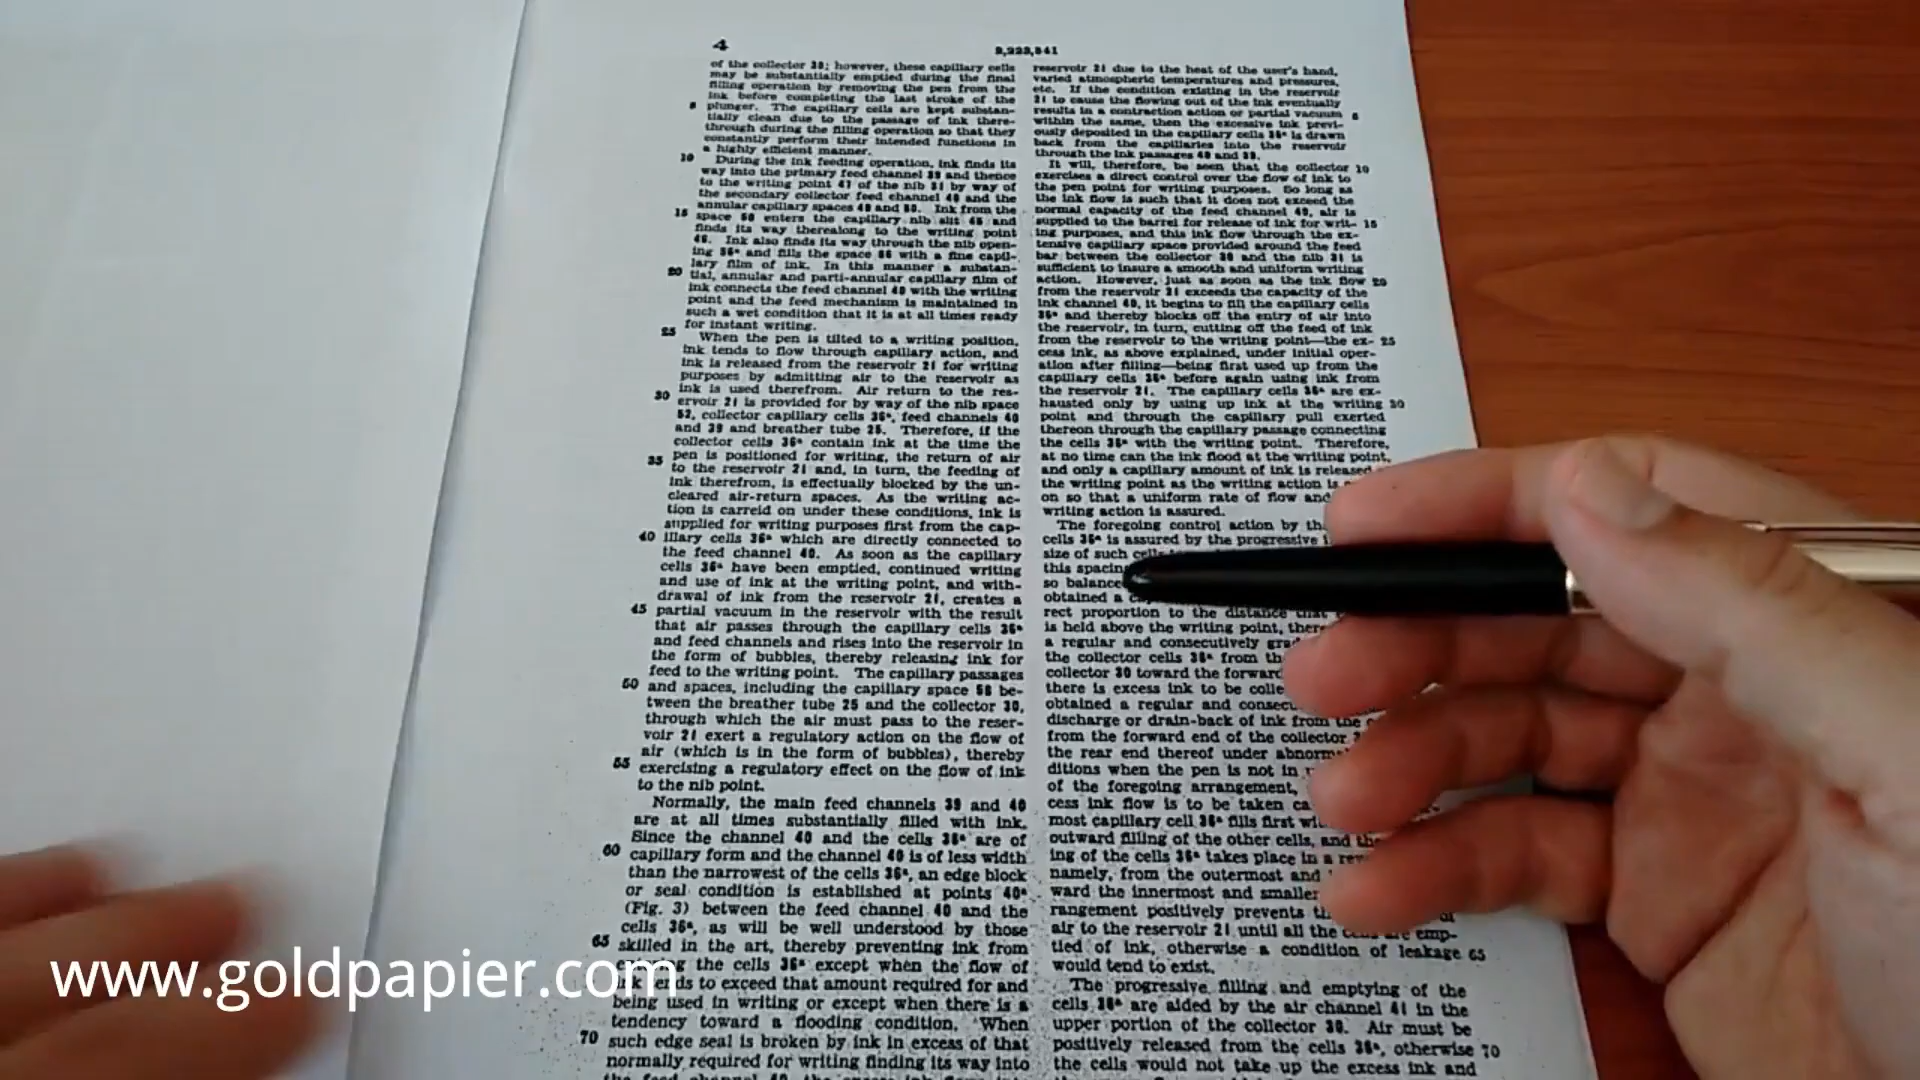 4
2,223,541
of the collector 30; however, these capillary cells
may be substantially emptied during the final
filling operation by removing the pen from the
ink before completing the last stroke of the
5 plunger. The capillary cells are kept substan-
tially clean due to the passage of ink there-
through during the filling operation so that they
constantly perform their intended functions in
a highly efficient manner.
10 During the ink feeding operation, ink finds its
way into the primary feed channel 39 and thence
to the writing point 47 of the nib 31 by way of
the secondary collector feed channel 40 and the
annular capillary spaces 49 and 50. Ink from the
15 space 50 enters the capillary nib slit 45 and
finds its way therealong to the writing point
46. Ink also finds its way through the nib open-
ing 56ᵃ and fills the space 56 with a fine capil-
lary film of ink. In this manner a substan-
20 tial, annular and parti-annular capillary film of
ink connects the feed channel 40 with the writing
point and the feed mechanism is maintained in
such a wet condition that it is at all times ready
for instant writing.
25 When the pen is tilted to a writing position,
ink tends to flow through capillary action, and
ink is released from the reservoir 21 for writing
purposes by admitting air to the reservoir as
ink is used therefrom. Air return to the res-
30 ervoir 21 is provided for by way of the nib space
52, collector capillary cells 36ᵃ, feed channels 40
and 39 and breather tube 25. Therefore, if the
collector cells 36ᵃ contain ink at the time the
pen is positioned for writing, the return of air
35 to the reservoir 21 and, in turn, the feeding of
ink therefrom, is effectually blocked by the un-
cleared air-return spaces. As the writing ac-
tion is carreid on under these conditions, ink is
supplied for writing purposes first from the cap-
40 illary cells 36ᵃ which are directly connected to
the feed channel 40. As soon as the capillary
cells 36ᵃ have been emptied, continued writing
and use of ink at the writing point, and with-
drawal of ink from the reservoir 21, creates a
45 partial vacuum in the reservoir with the result
that air passes through the capillary cells 36ᵃ
and feed channels and rises into the reservoir in
the form of bubbles, thereby releasing ink for
feed to the writing point. The capillary passages
50 and spaces, including the capillary space 58 be-
tween the breather tube 25 and the collector 30,
through which the air must pass to the reser-
voir 21 exert a regulatory action on the flow of
air (which is in the form of bubbles), thereby
55 exercising a regulatory effect on the flow of ink
to the nib point.
Normally, the main feed channels 39 and 40
are at all times substantially filled with ink.
Since the channel 40 and the cells 36ᵃ are of
60 capillary form and the channel 40 is of less width
than the narrowest of the cells 36ᵃ, an edge block
or seal condition is established at points 40ᵃ
(Fig. 3) between the feed channel 40 and the
cells 36ᵃ, as will be well understood by those
65 skilled in the art, thereby preventing ink from
the cells 36ᵃ except when the flow of
ink tends to exceed that amount required for and
being used in writing or except when there is a
tendency toward a flooding condition. When
70 such edge seal is broken by ink in excess of that
normally required for writing finding its way into
reservoir 21 due to the heat of the user's hand,
varied atmospheric temperatures and pressures,
etc. If the condition existing in the reservoir
21 to cause the flowing out of the ink eventually
results in a contraction action or partial vacuum 5
within the same, then the excessive ink previ-
ously deposited in the capillary cells 36ᵃ is drawn
back from the capillaries into the reservoir
through the ink passages 40 and 39.
It will, therefore, be seen that the collector 10
exercises a direct control over the flow of ink to
the pen point for writing purposes. So long as
the ink flow is such that it does not exceed the
normal capacity of the feed channel 40, air is
supplied to the barrel for release of ink for writ- 15
ing purposes, and this ink flow through the ex-
tensive capillary space provided around the feed
bar between the collector 30 and the nib 31 is
sufficient to insure a smooth and uniform writing
action. However, just as soon as the ink flow 20
from the reservoir 21 exceeds the capacity of the
ink channel 40, it begins to fill the capillary cells
36ᵃ and thereby blocks off the entry of air into
the reservoir, in turn, cutting off the feed of ink
from the reservoir to the writing point—the ex- 25
cess ink, as above explained, under initial oper-
ation after filling—being first used up from the
capillary cells 36ᵃ before again using ink from
the reservoir 21. The capillary cells 36ᵃ are ex-
hausted only by using up ink at the writing 30
point and through the capillary pull exerted
thereon through the capillary passage connecting
the cells 36ᵃ with the writing point. Therefore,
at no time can the ink flood at the writing point,
and only a capillary amount of ink is released
the writing point as the writing action is
on so that a uniform rate of flow and
writing action is assured.
The foregoing control action by the
cells 36ᵃ is assured by the progressive
size of such cells
this spacing
so balance
obtained a
rect proportion to the distance that
is held above the writing point, there
a regular and consecutively
the collector cells 36ᵃ from the
collector 30 toward the forward
there is excess ink to be
obtained a regular and
discharge or drain-back of ink from the
from the forward end of the collector
the rear end thereof under
ditions when the pen is not in
of the foregoing arrangement,
cess ink flow is to be taken
most capillary cell 36ᵃ fills first
outward filling of the other cells, and
ing of the cells 36ᵃ takes place in a
namely, from the outermost and
ward the innermost and smaller
rangement positively prevents
air to the reservoir 21 until all the cells are emp-
tied of ink, otherwise a condition of leakage 65
would tend to exist.
The progressive filling and emptying of the
cells 36ᵃ are aided by the air channel 41 in the
upper portion of the collector 30. Air must be
positively released from the cells 36ᵃ, otherwise 70
the cells would not take up the excess ink and
www.goldpapier.com